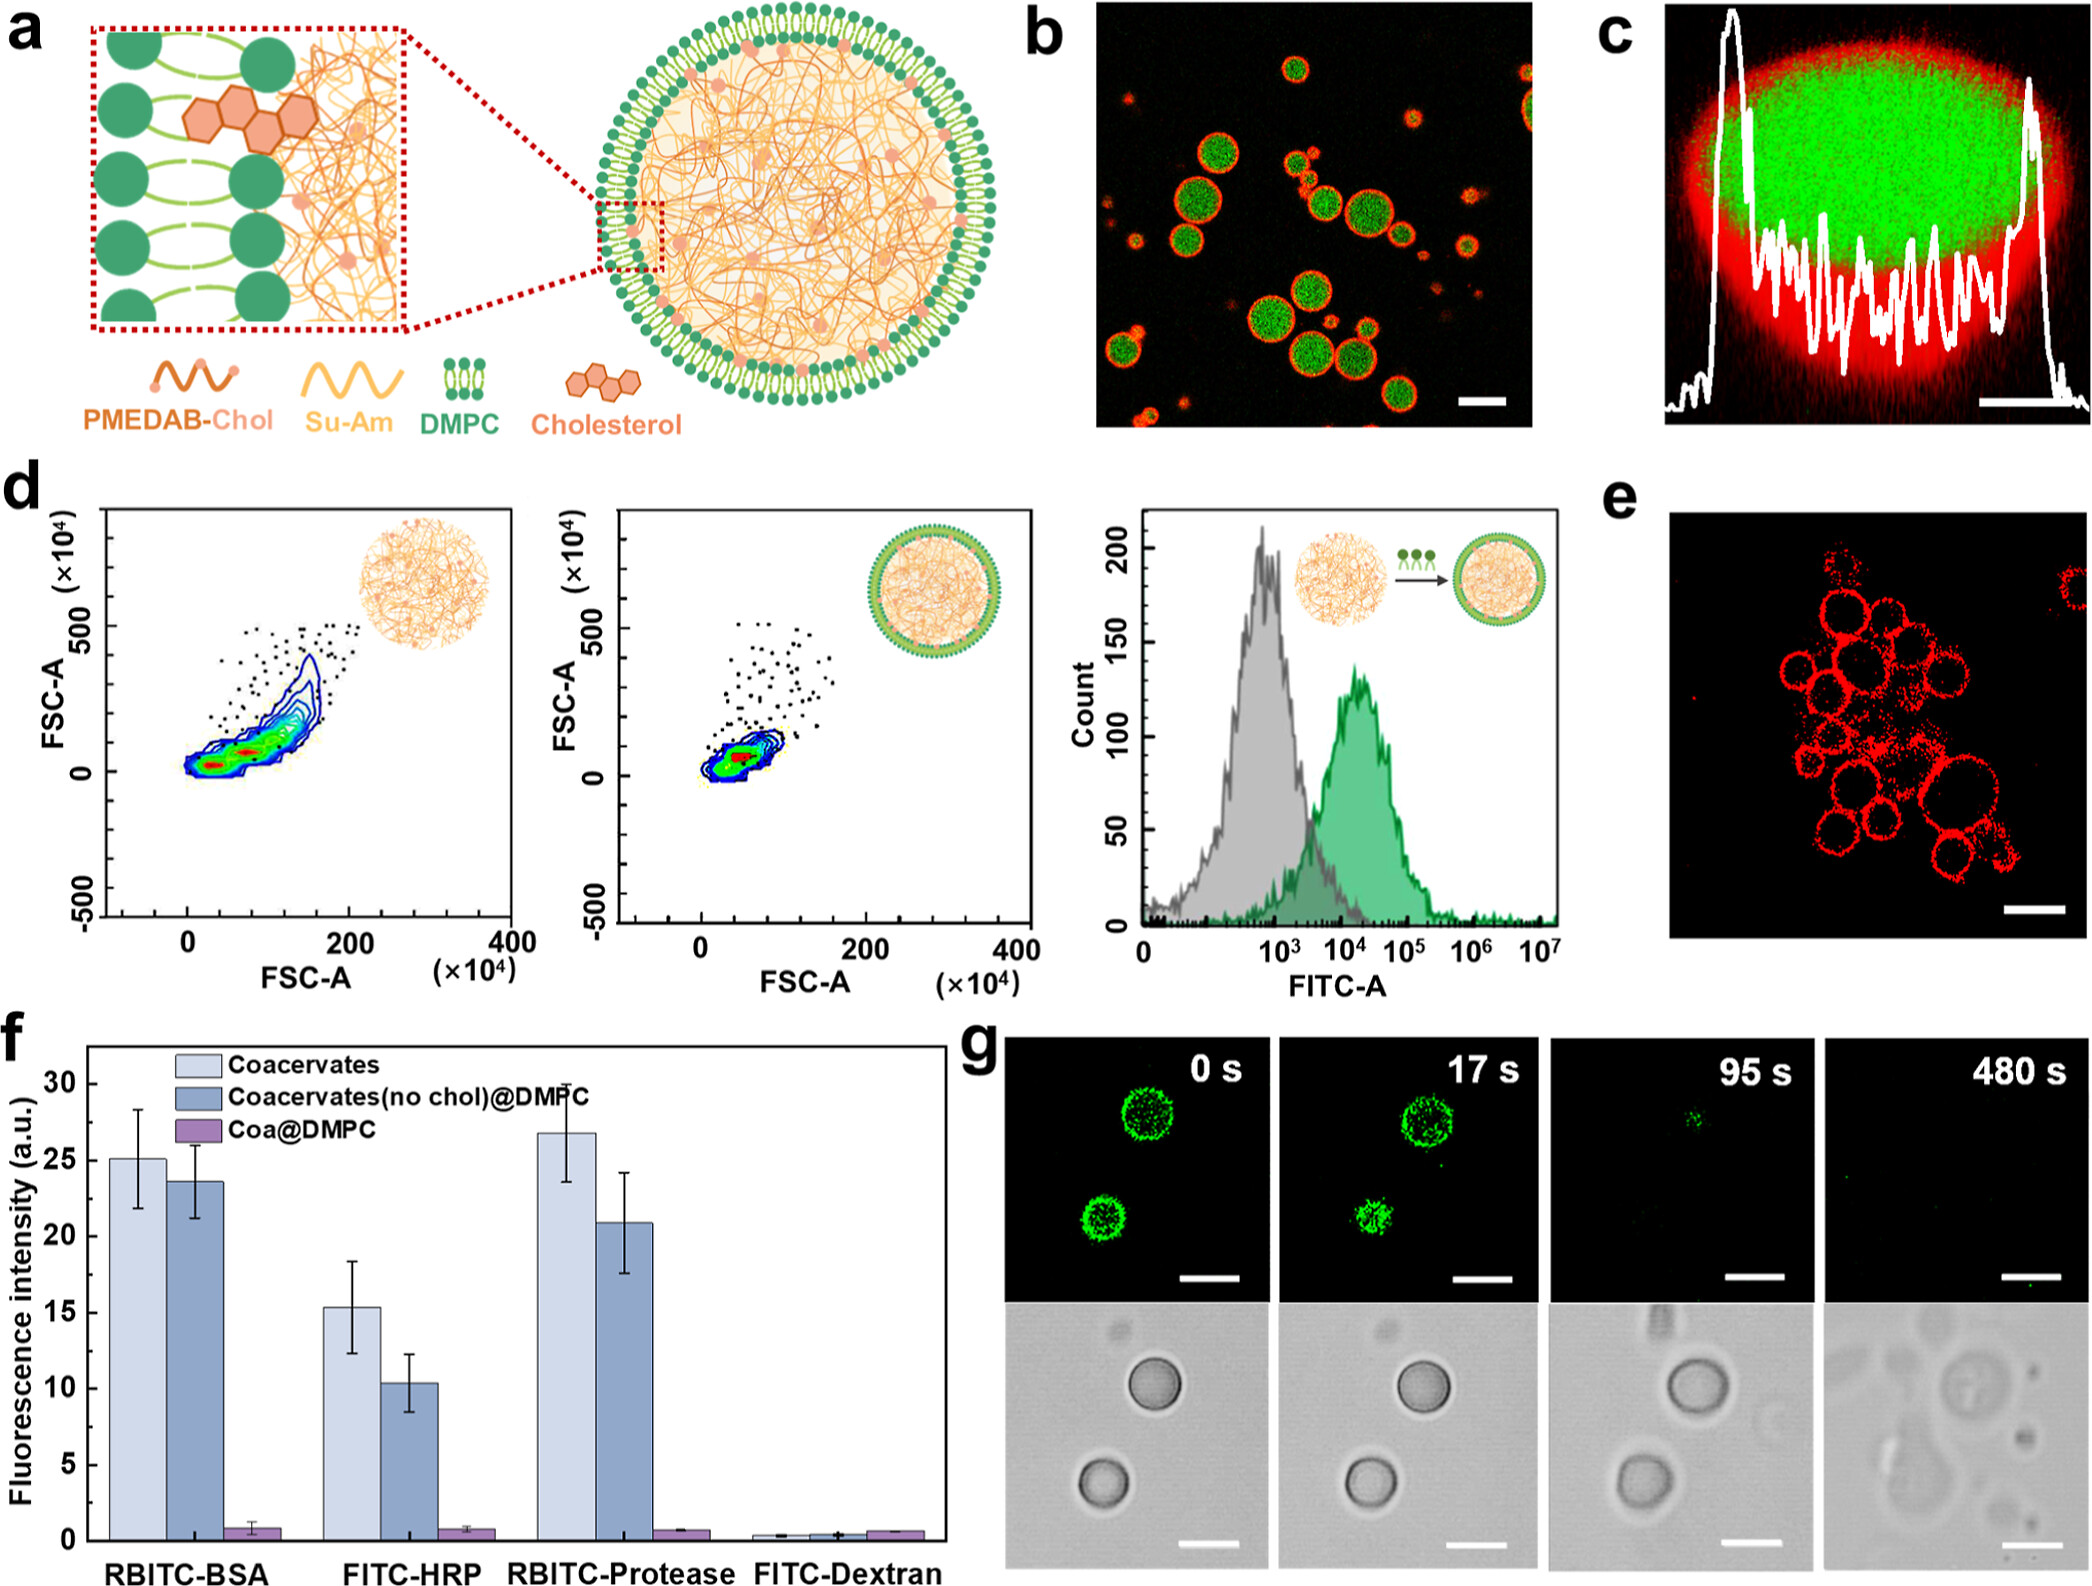 a
PMEDAB-Chol
Su-Am
DMPC
Cholesterol
b
c
d
FSC-A (×10⁴)
500
0
-500
0
200
400
FSC-A
(×10⁴)
FSC-A (×10⁴)
500
0
-500
0
200
400
FSC-A
(×10⁴)
Count
200
150
100
50
0
0
10³
10⁴
10⁵
10⁶
10⁷
FITC-A
e
f
Fluorescence intensity (a.u.)
30
25
20
15
10
5
0
Coacervates
Coacervates(no chol)@DMPC
Coa@DMPC
RBITC-BSA
FITC-HRP
RBITC-Protease
FITC-Dextran
g
0 s
17 s
95 s
480 s